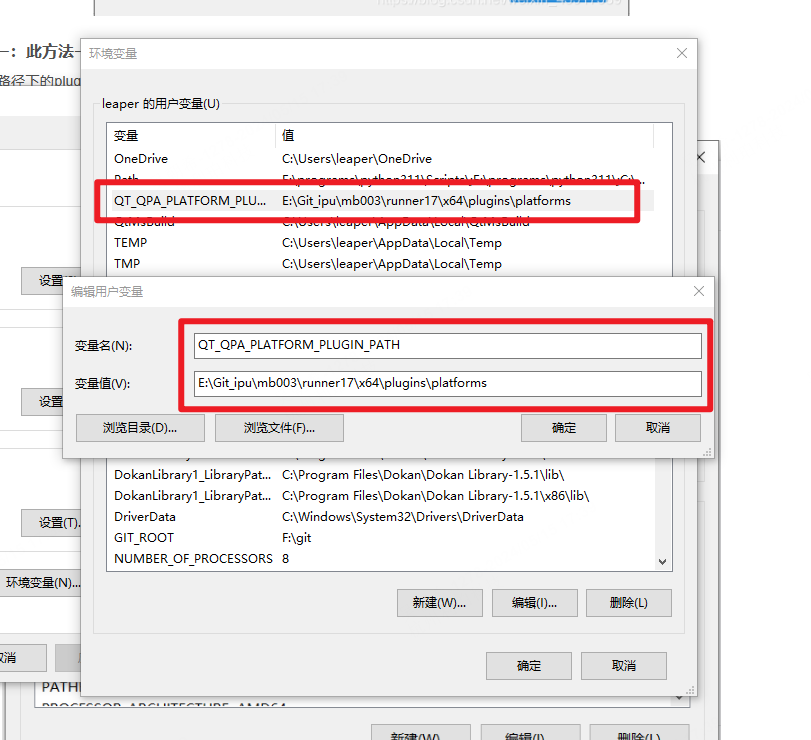 一：此方法
路径下的plug
环境变量
leaper 的用户变量(U)
变量 值
OneDrive C:\Users\leaper\OneDrive
Path E:\programs\python311\Scripts\;E:\programs\python311\;C:\...
QT_QPA_PLATFORM_PLU... E:\Git_ipu\mb003\runner17\x64\plugins\platforms
QtMsBuild C:\Users\leaper\AppData\Local\QtMsBuild
TEMP C:\Users\leaper\AppData\Local\Temp
TMP C:\Users\leaper\AppData\Local\Temp
设置
编辑用户变量
变量名(N): QT_QPA_PLATFORM_PLUGIN_PATH
变量值(V): E:\Git_ipu\mb003\runner17\x64\plugins\platforms
设置
浏览目录(D)... 浏览文件(F)... 确定 取消
DokanLibrary1_LibraryPat... C:\Program Files\Dokan\Dokan Library-1.5.1\lib\
DokanLibrary1_LibraryPat... C:\Program Files\Dokan\Dokan Library-1.5.1\x86\lib\
DriverData C:\Windows\System32\Drivers\DriverData
设置(T)...
GIT_ROOT F:\git
NUMBER_OF_PROCESSORS 8
环境变量(N)...
新建(W)... 编辑(I)... 删除(L)
取消
确定 取消
PATH
PROCESSOR_ARCHITECTURE AMD64
新建(W) 编辑(I) 删除(L)